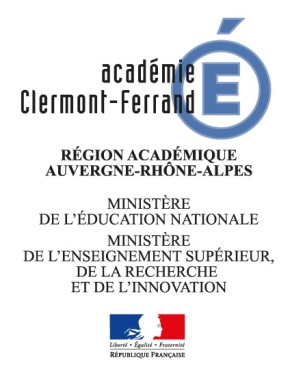 académie
Clermont-Ferrand
É
RÉGION ACADÉMIQUE
AUVERGNE-RHÔNE-ALPES
MINISTÈRE
DE L'ÉDUCATION NATIONALE
MINISTÈRE
DE L'ENSEIGNEMENT SUPÉRIEUR,
DE LA RECHERCHE
ET DE L'INNOVATION
Liberté • Égalité • Fraternité
RÉPUBLIQUE FRANÇAISE